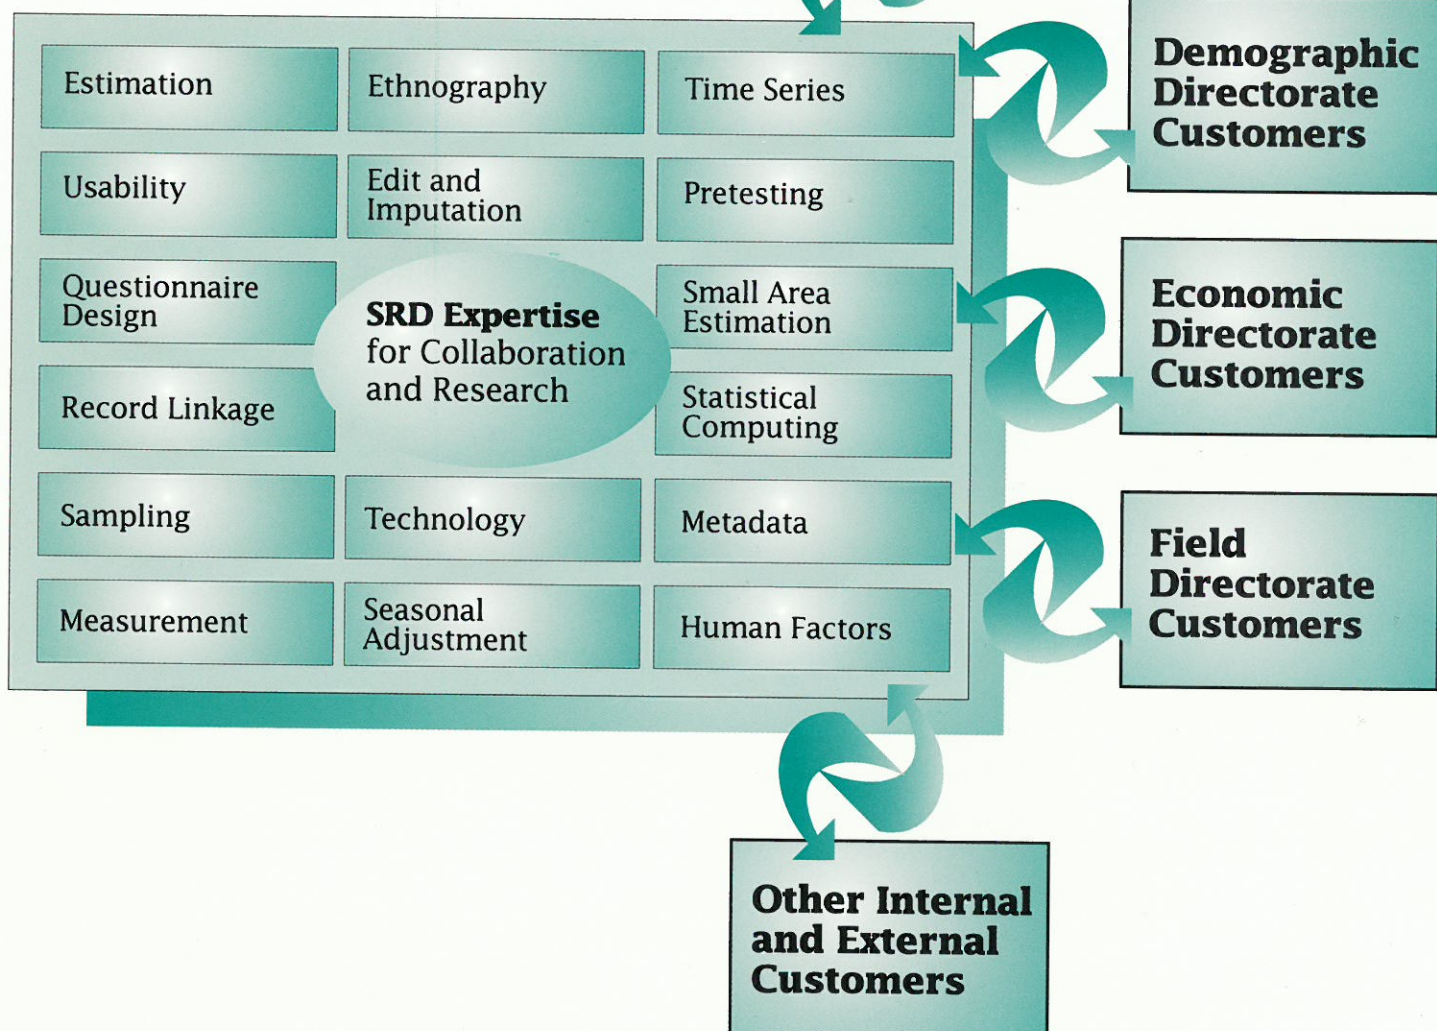 Estimation
Ethnography
Time Series
Usability
Edit and
Imputation
Pretesting
Questionnaire
Design
SRD Expertise
for Collaboration
and Research
Small Area
Estimation
Record Linkage
Statistical
Computing
Sampling
Technology
Metadata
Measurement
Seasonal
Adjustment
Human Factors
Demographic
Directorate
Customers
Economic
Directorate
Customers
Field
Directorate
Customers
Other Internal
and External
Customers